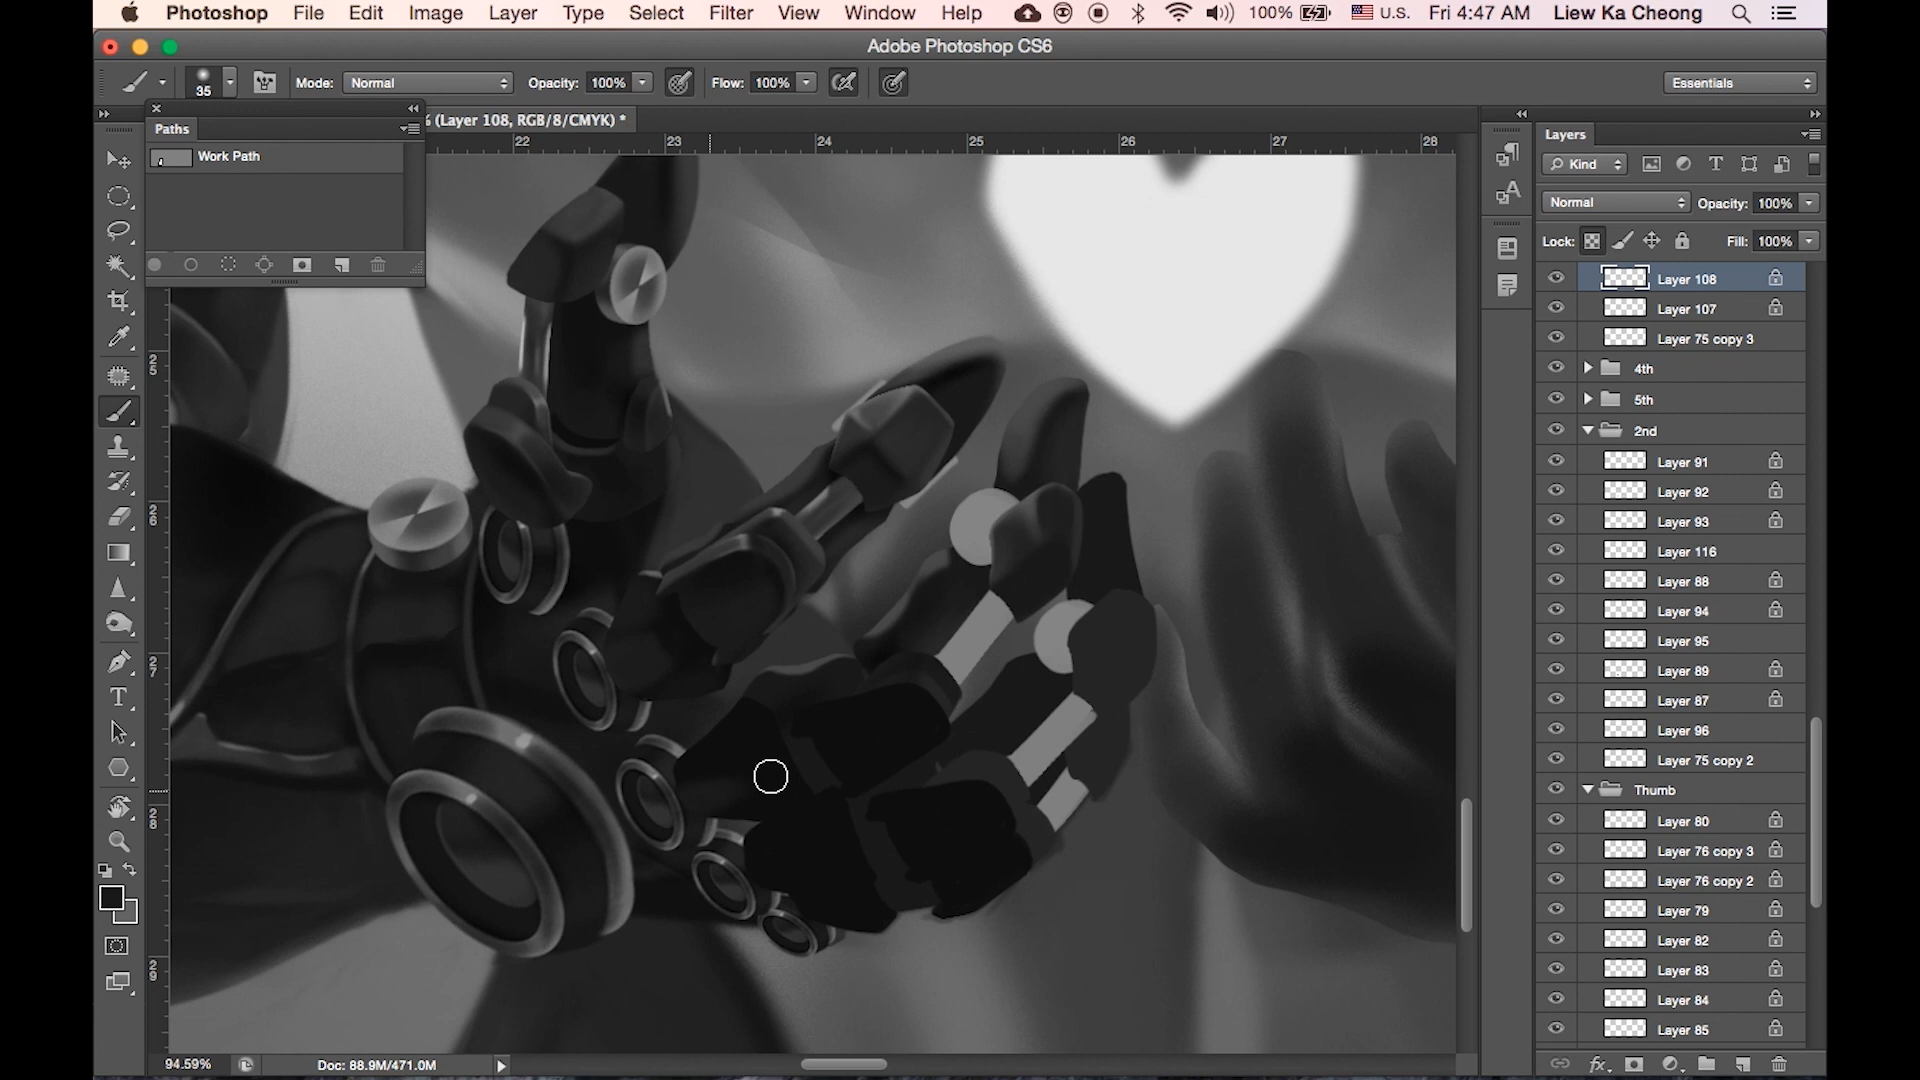 Photoshop File Edit Image Layer Type Select Filter View Window Help 100% U.S. Fri 4:47 AM Liew Ka Cheong
Adobe Photoshop CS6
35 Mode: Normal Opacity: 100% Flow: 100% Essentials
Paths
% (Layer 108, RGB/8/CMYK) *
Work Path
22 23 24 25 26 27 28
25
26
27
28
29
Layers
Kind
Normal Opacity: 100%
Lock: Fill: 100%
Layer 108
Layer 107
Layer 75 copy 3
4th
5th
2nd
Layer 91
Layer 92
Layer 93
Layer 116
Layer 88
Layer 94
Layer 95
Layer 89
Layer 87
Layer 96
Layer 75 copy 2
Thumb
Layer 80
Layer 76 copy 3
Layer 76 copy 2
Layer 79
Layer 82
Layer 83
Layer 84
Layer 85
94.59% Doc: 88.9M/471.0M
fx